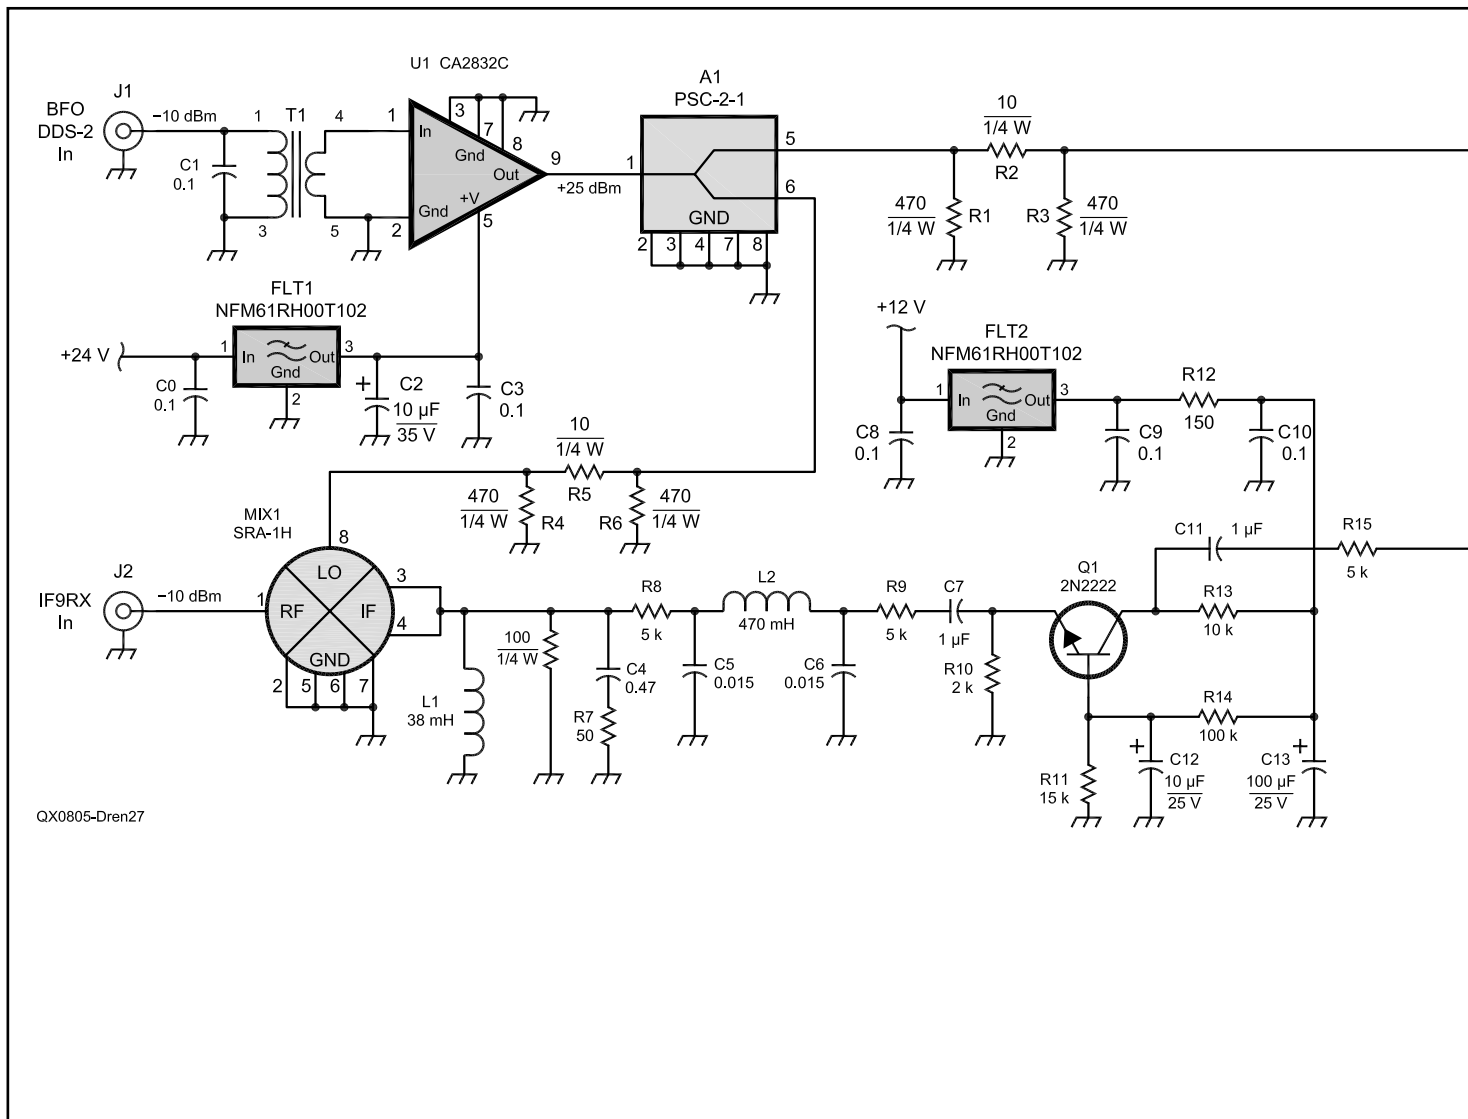 U1 CA2832C
A1
PSC-2-1
J1
BFO
DDS-2
In
−10 dBm
1
T1
4
C1
0.1
3
5
1
In
3
7
8
Gnd
Out
+V
Gnd
2
5
9
+25 dBm
1
5
6
GND
2
3
4
7
8
10
1/4 W
R2
470
1/4 W
R1
R3
470
1/4 W
FLT1
NFM61RH00T102
+24 V
1
In
Out
3
Gnd
2
C0
0.1
+
C2
10 µF
35 V
C3
0.1
+12 V
FLT2
NFM61RH00T102
1
In
Out
3
Gnd
2
C8
0.1
C9
0.1
R12
150
C10
0.1
10
1/4 W
R5
470
1/4 W
R4
R6
470
1/4 W
MIX1
SRA-1H
8
LO
RF
IF
GND
1
3
4
2
5
6
7
J2
IF9RX
In
−10 dBm
L1
38 mH
100
1/4 W
C4
0.47
R7
50
R8
5 k
C5
0.015
L2
470 mH
C6
0.015
R9
5 k
C7
1 µF
R10
2 k
Q1
2N2222
C11
1 µF
R15
5 k
R13
10 k
R14
100 k
R11
15 k
+
C12
10 µF
25 V
+
C13
100 µF
25 V
QX0805-Dren27